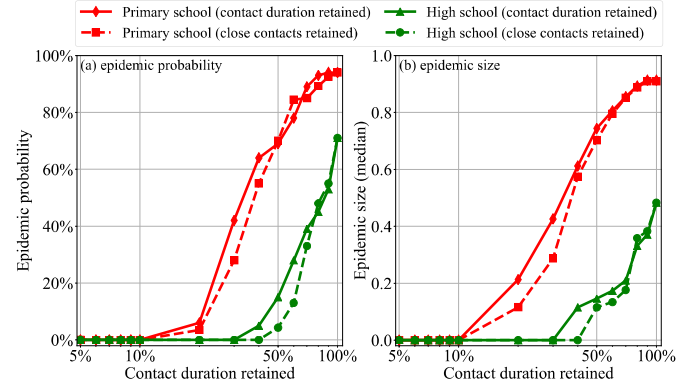 Primary school (contact duration retained)
High school (contact duration retained)
Primary school (close contacts retained)
High school (close contacts retained)
(a) epidemic probability
100%
80%
60%
40%
20%
0%
Epidemic probability
5%
10%
50%
100%
Contact duration retained
(b) epidemic size
1.0
0.8
0.6
0.4
0.2
0.0
Epidemic size (median)
5%
10%
50%
100%
Contact duration retained